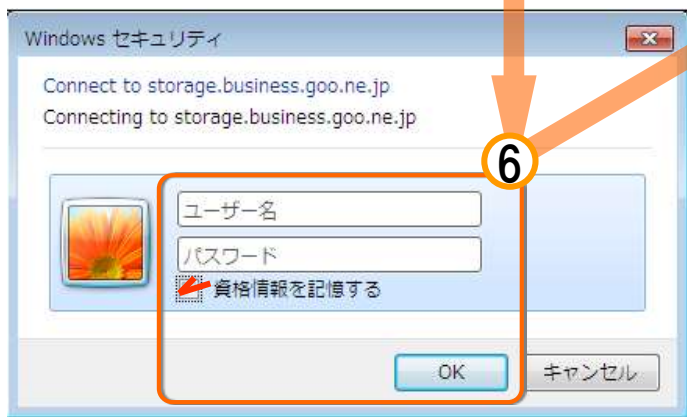 Windows セキュリティ
Connect to storage.business.goo.ne.jp
Connecting to storage.business.goo.ne.jp
6
ユーザー名
パスワード
資格情報を記憶する
OK キャンセル